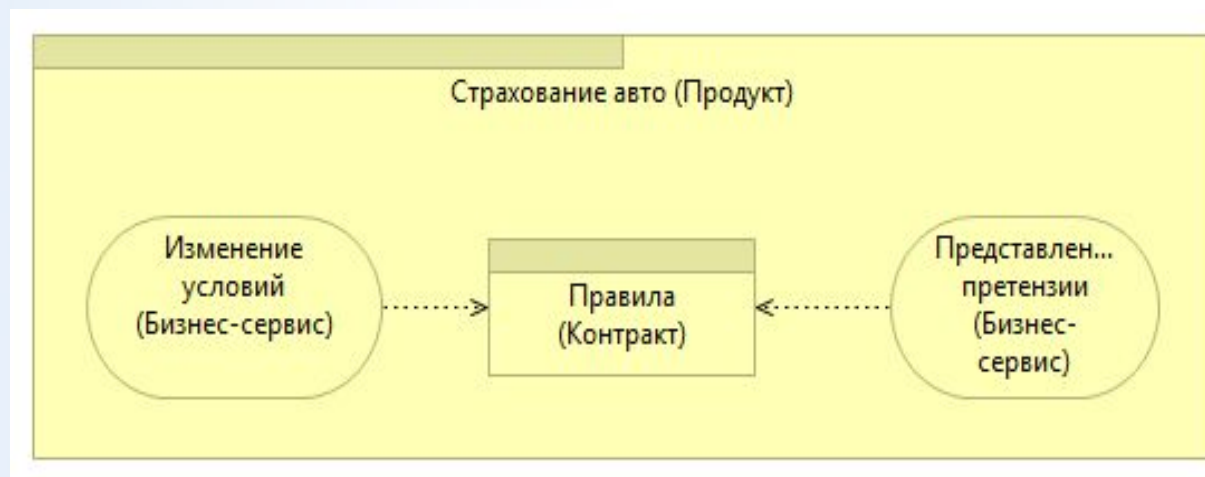 Страхование авто (Продукт)
Изменение
условий
(Бизнес-сервис)
Правила
(Контракт)
Представлен...
претензии
(Бизнес-
сервис)